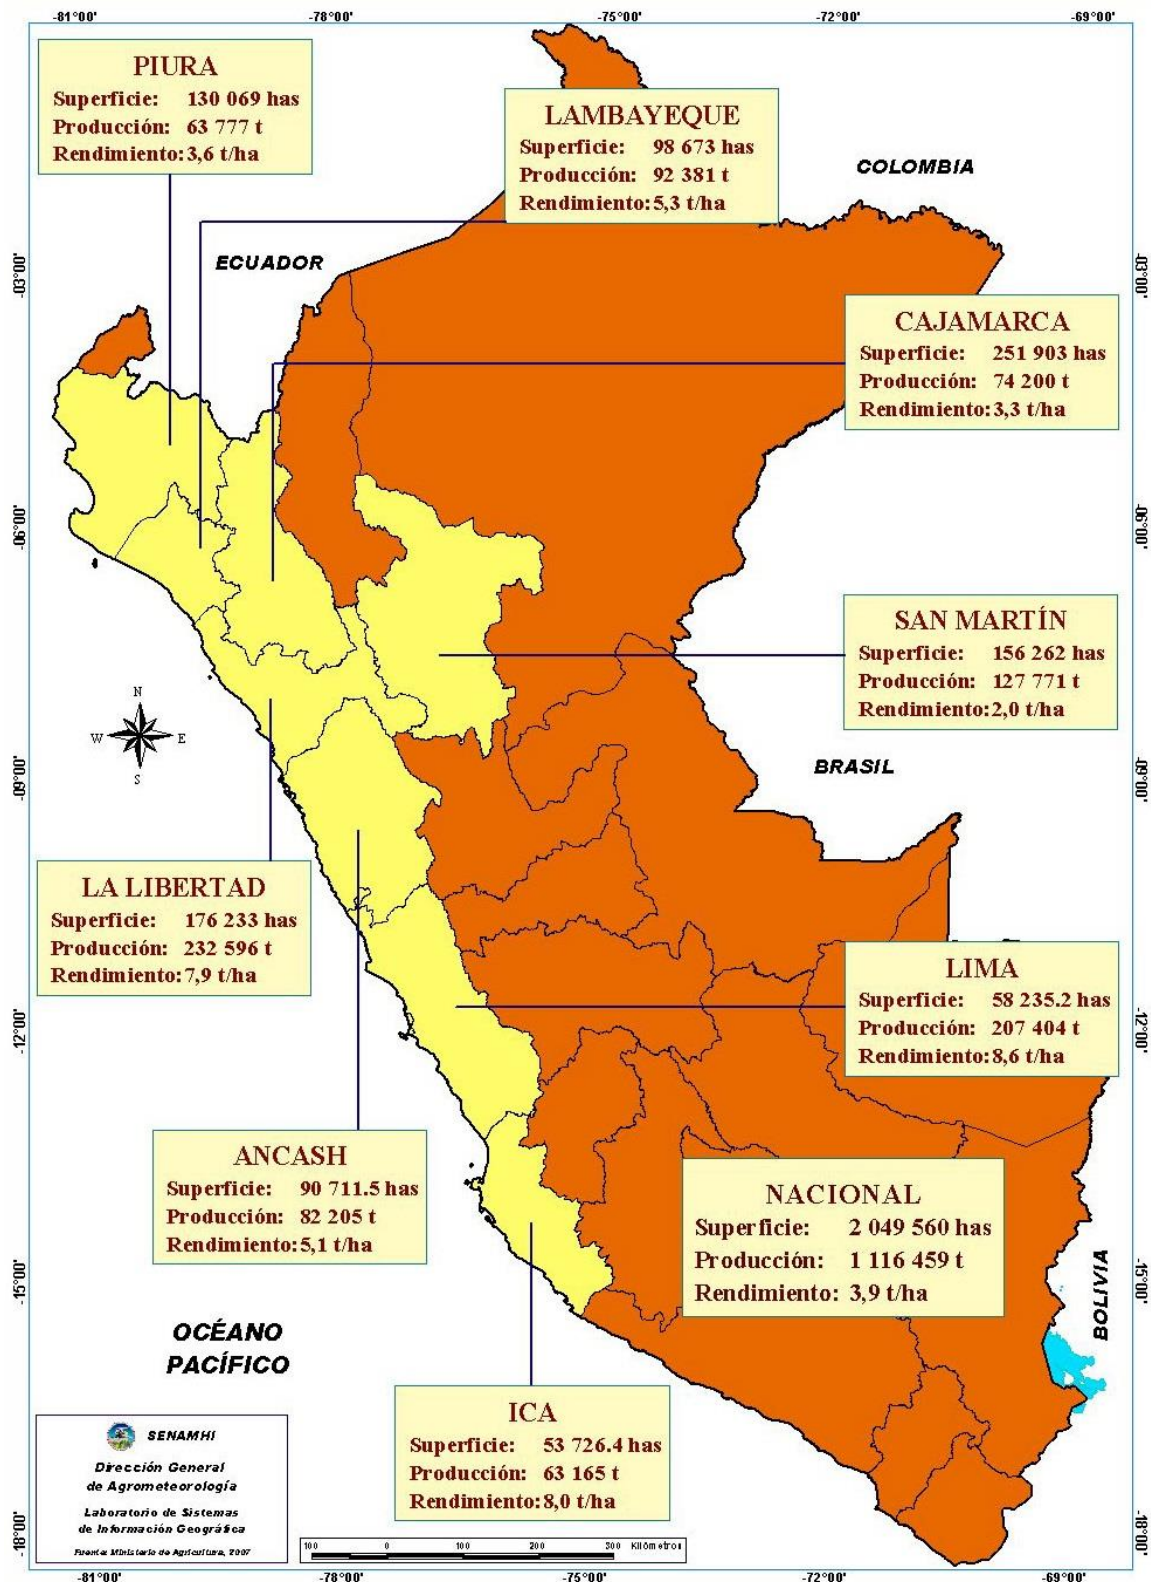 -81°00' -78°00' -75°00' -72°00' -69°00'
PIURA
Superficie: 130 069 has
Producción: 63 777 t
Rendimiento: 3,6 t/ha
LAMBAYEQUE
Superficie: 98 673 has
Producción: 92 381 t
Rendimiento: 5,3 t/ha
COLOMBIA
ECUADOR
-03°00' -03°00'
CAJAMARCA
Superficie: 251 903 has
Producción: 74 200 t
Rendimiento: 3,3 t/ha
-06°00' -06°00'
SAN MARTÍN
Superficie: 156 262 has
Producción: 127 771 t
Rendimiento: 2,0 t/ha
N
W E
S
BRASIL
-09°00' -09°00'
LA LIBERTAD
Superficie: 176 233 has
Producción: 232 596 t
Rendimiento: 7,9 t/ha
LIMA
Superficie: 58 235.2 has
Producción: 207 404 t
Rendimiento: 8,6 t/ha
-12°00' -12°00'
ANCASH
Superficie: 90 711.5 has
Producción: 82 205 t
Rendimiento: 5,1 t/ha
NACIONAL
Superficie: 2 049 560 has
Producción: 1 116 459 t
Rendimiento: 3,9 t/ha
-15°00' -15°00'
BOLIVIA
OCÉANO
PACÍFICO
ICA
Superficie: 53 726.4 has
Producción: 63 165 t
Rendimiento: 8,0 t/ha
SENAMHI
Dirección General
de Agrometeorología
Laboratorio de Sistemas
de Información Geográfica
Fuente: Ministerio de Agricultura, 2007
-18°00' -18°00'
100 0 100 200 300 Kilómetros
-81°00' -78°00' -75°00' -72°00' -69°00'